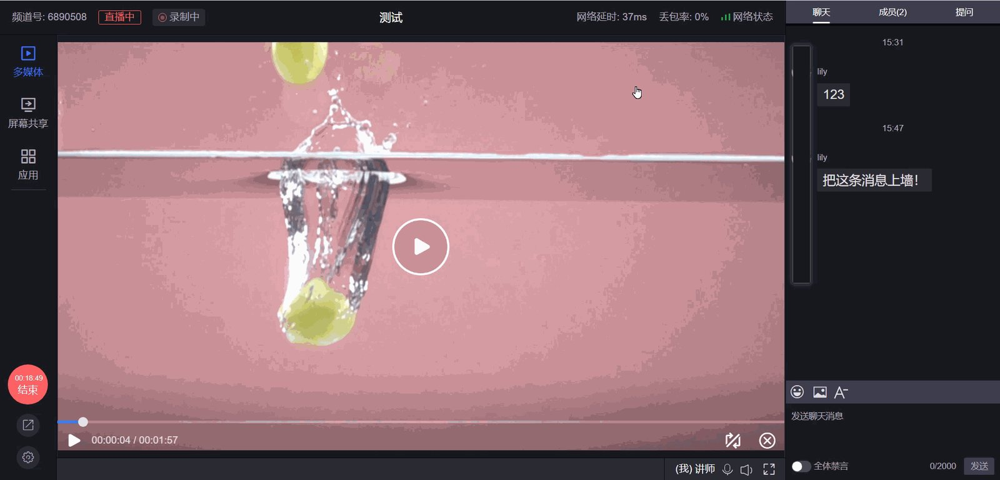 频道号: 6890508 直播中 录制中 测试 网络延时: 37ms 丢包率: 0% 网络状态
聊天 成员(2) 提问
多媒体
屏幕共享
应用
00:18:49
结束
00:00:04 / 00:01:57
(我) 讲师
15:31
lily
123
15:47
lily
把这条消息上墙!
A-
发送聊天消息
全体禁言 0/2000 发送